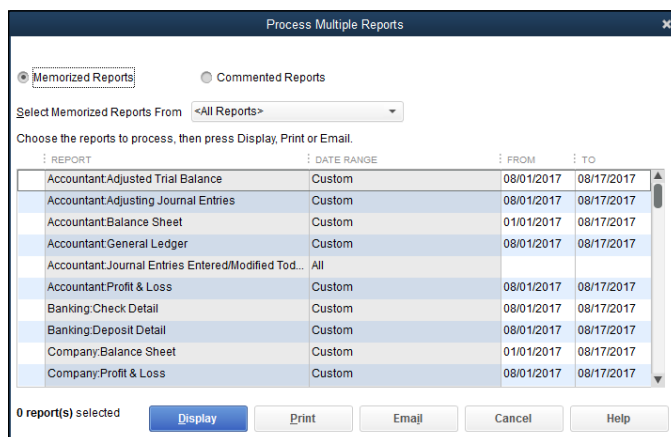 Process Multiple Reports
Memorized Reports Commented Reports
Select Memorized Reports From <All Reports>
Choose the reports to process, then press Display, Print or Email.
REPORT DATE RANGE FROM TO
Accountant:Adjusted Trial Balance Custom 08/01/2017 08/17/2017
Accountant:Adjusting Journal Entries Custom 08/01/2017 08/17/2017
Accountant:Balance Sheet Custom 01/01/2017 08/17/2017
Accountant:General Ledger Custom 08/01/2017 08/17/2017
Accountant:Journal Entries Entered/Modified Tod... All
Accountant:Profit & Loss Custom 08/01/2017 08/17/2017
Banking:Check Detail Custom 08/01/2017 08/17/2017
Banking:Deposit Detail Custom 08/01/2017 08/17/2017
Company:Balance Sheet Custom 01/01/2017 08/17/2017
Company:Profit & Loss Custom 08/01/2017 08/17/2017
0 report(s) selected Display Print Email Cancel Help